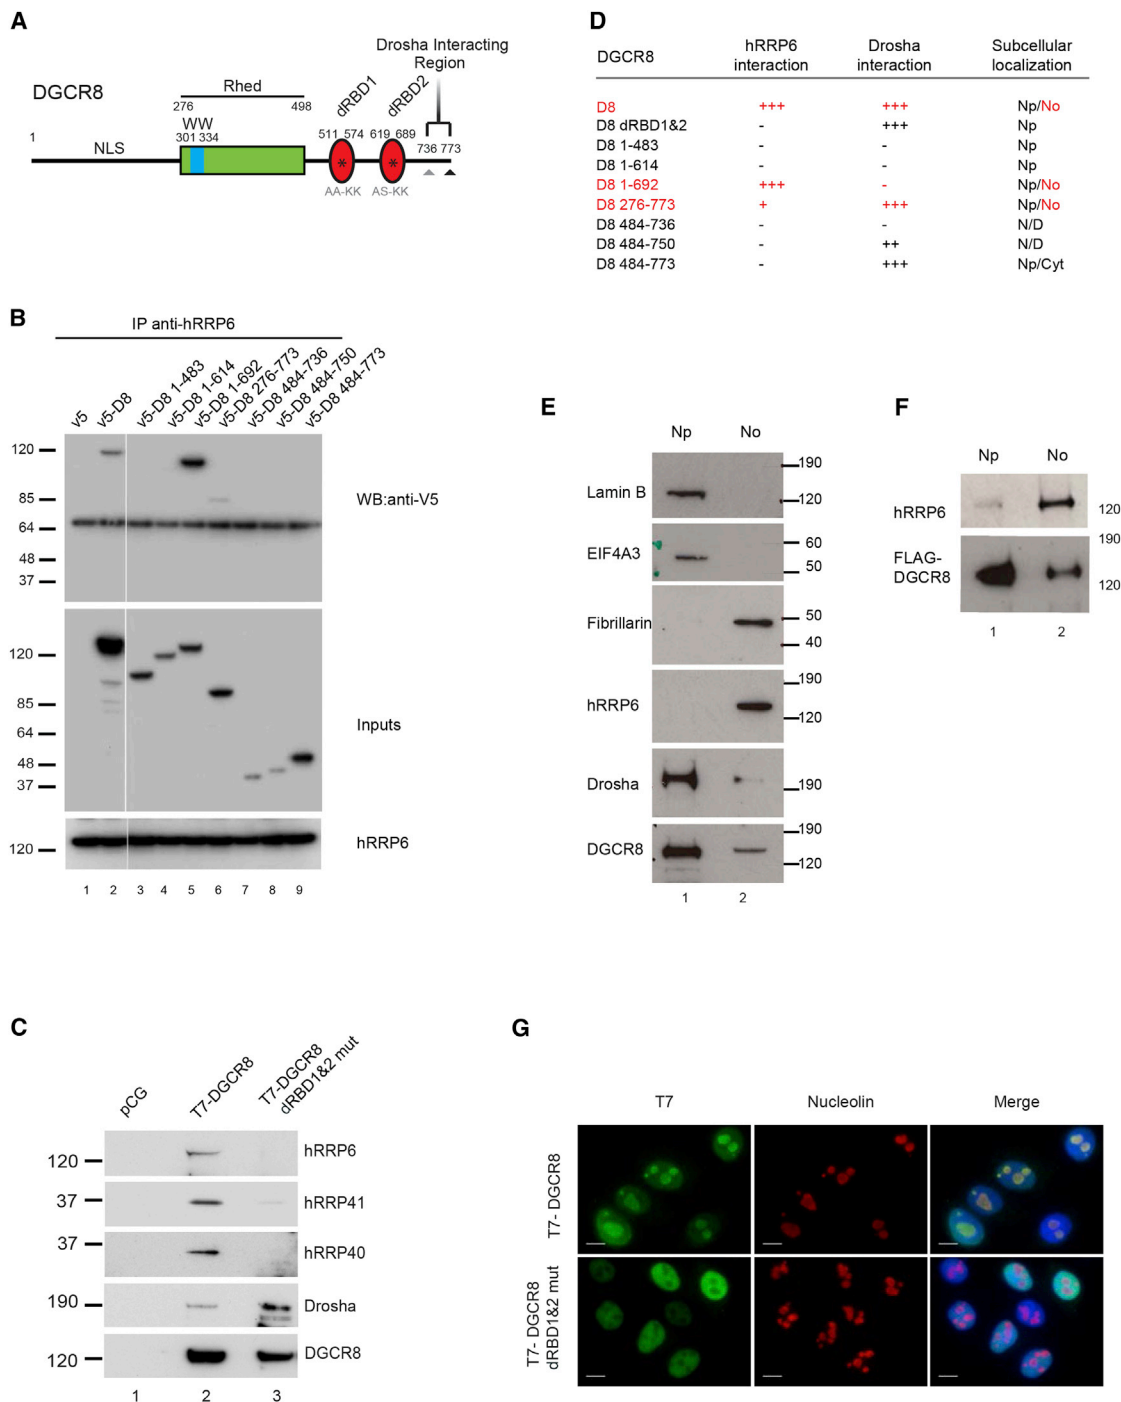 A
Drosha Interacting
Region
DGCR8
Rhed
276
498
dRBD1
dRBD2
WW
301 334
511 574
619 689
736 773
1
NLS
*
*
AA-KK
AS-KK
B
IP anti-hRRP6
v5
v5-D8
v5-D8 1-483
v5-D8 1-614
v5-D8 1-692
v5-D8 276-773
v5-D8 484-736
v5-D8 484-750
v5-D8 484-773
120
85
64
48
37
WB:anti-V5
120
85
64
48
37
Inputs
120
hRRP6
1 2 3 4 5 6 7 8 9
C
pCG
T7-DGCR8
T7-DGCR8
dRBD1&2 mut
120
hRRP6
37
hRRP41
37
hRRP40
190
Drosha
120
DGCR8
1 2 3
D
DGCR8
hRRP6
interaction
Drosha
interaction
Subcellular
localization
D8 +++ +++ Np/No
D8 dRBD1&2 - +++ Np
D8 1-483 - - Np
D8 1-614 - - Np
D8 1-692 +++ - Np/No
D8 276-773 + +++ Np/No
D8 484-736 - - N/D
D8 484-750 - ++ N/D
D8 484-773 - +++ Np/Cyt
E
Np No
Lamin B
190
120
EIF4A3
60
50
Fibrillarin
50
40
hRRP6
190
120
Drosha
190
DGCR8
190
120
1 2
F
Np No
hRRP6
120
190
FLAG-
DGCR8
120
1 2
G
T7 Nucleolin Merge
T7- DGCR8
T7- DGCR8
dRBD1&2 mut